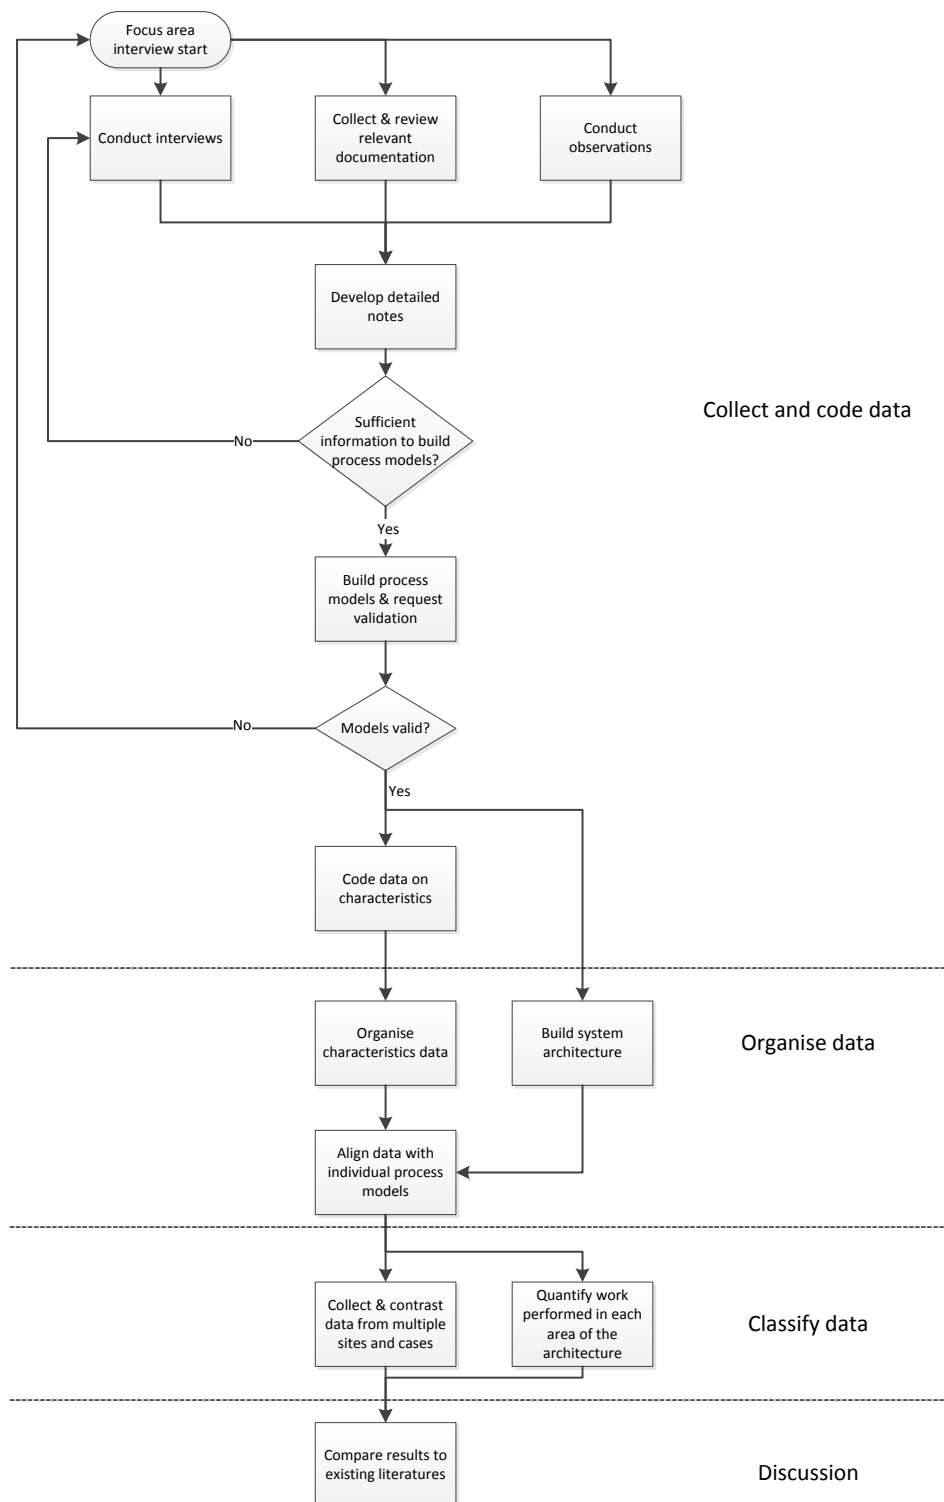 Focus area
interview start
Conduct interviews
Collect & review
relevant
documentation
Conduct
observations
Develop detailed
notes
Collect and code data
Sufficient
information to build
process models?
No
Yes
Build process
models & request
validation
Models valid?
No
Yes
Code data on
characteristics
Organise
characteristics data
Build system
architecture
Organise data
Align data with
individual process
models
Collect & contrast
data from multiple
sites and cases
Quantify work
performed in each
area of the
architecture
Classify data
Compare results to
existing literatures
Discussion